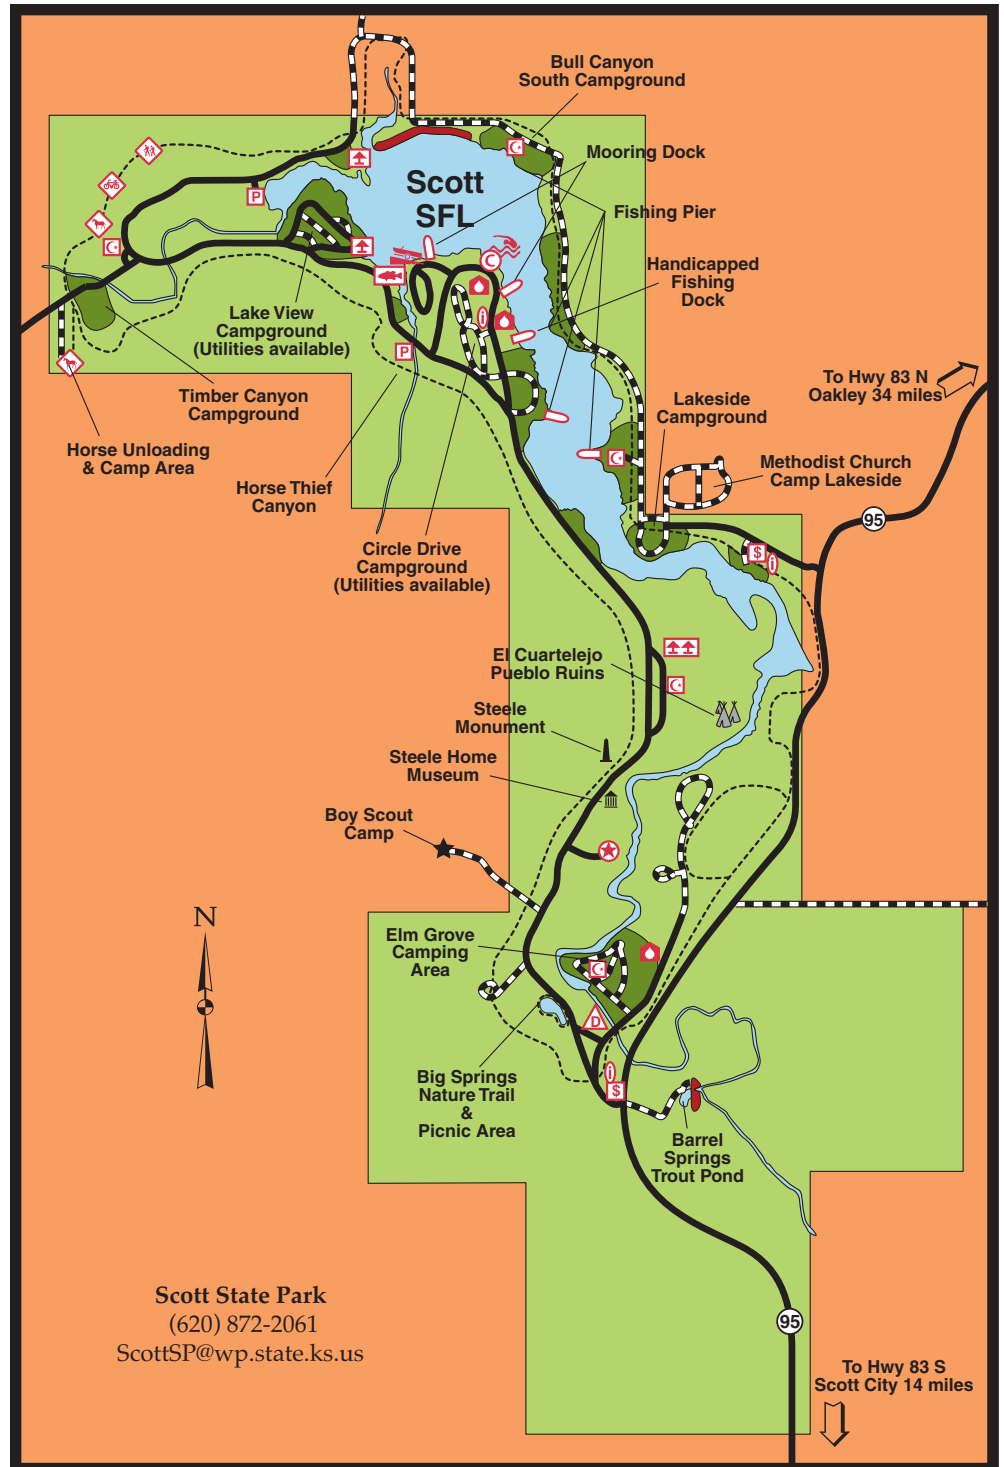 Bull Canyon
South Campground
Mooring Dock
Scott
SFL
Fishing Pier
P
Handicapped
Fishing
Dock
C
Lake View
Campground
(Utilities available)
i
P
To Hwy 83 N
Oakley 34 miles
Timber Canyon
Campground
Lakeside
Campground
Horse Unloading
& Camp Area
Methodist Church
Camp Lakeside
Horse Thief
Canyon
95
Circle Drive
Campground
(Utilities available)
$
i
El Cuartelejo
Pueblo Ruins
Steele
Monument
Steele Home
Museum
Boy Scout
Camp
N
Elm Grove
Camping
Area
D
i
$
Big Springs
Nature Trail
&
Picnic Area
Barrel
Springs
Trout Pond
Scott State Park
(620) 872-2061
ScottSP@wp.state.ks.us
95
To Hwy 83 S
Scott City 14 miles